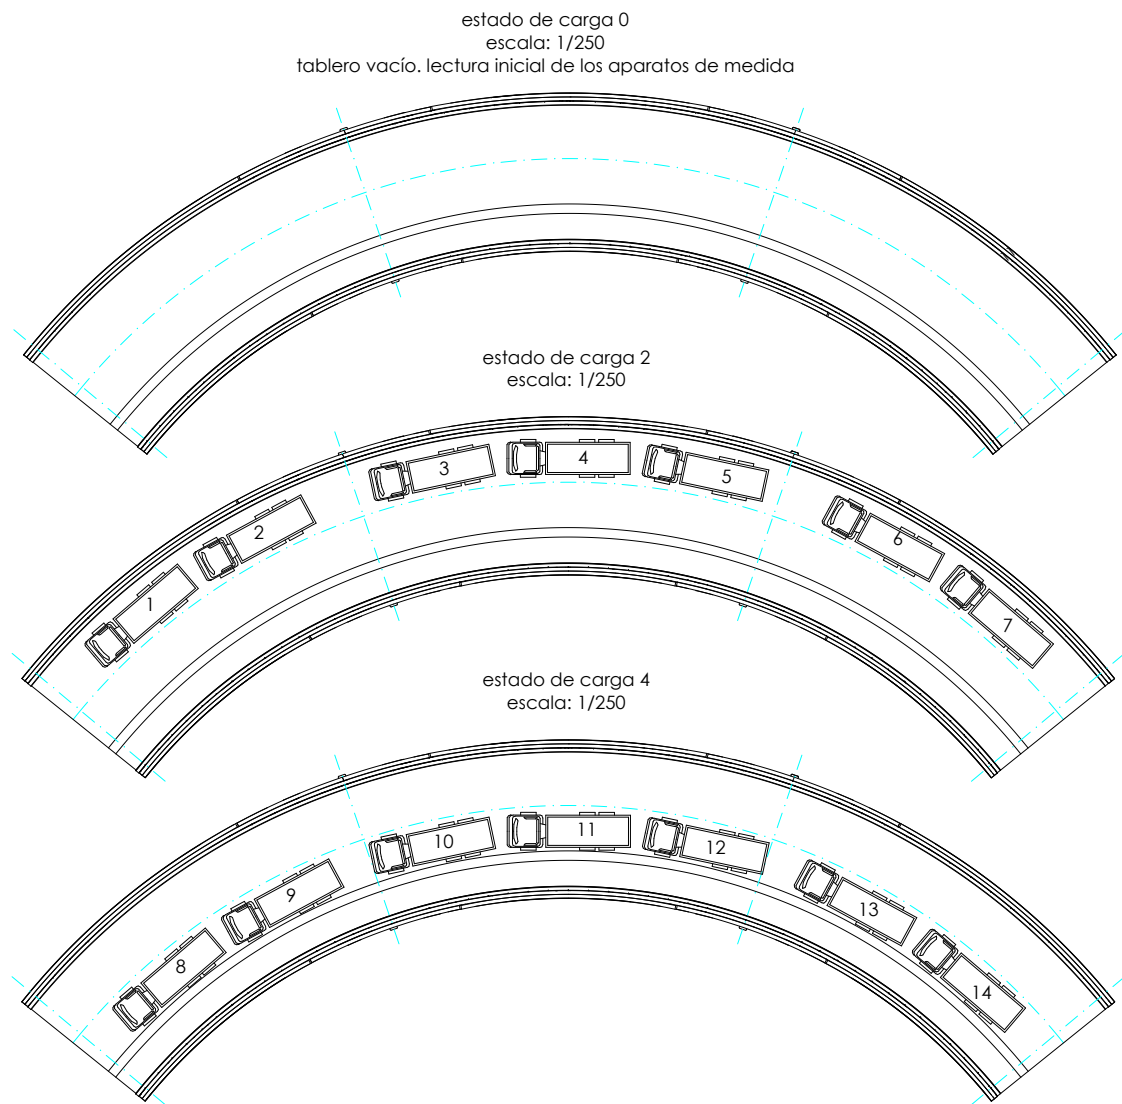 estado de carga 0
escala: 1/250
tablero vacío. lectura inicial de los aparatos de medida
estado de carga 2
escala: 1/250
1
2
3
4
5
6
7
estado de carga 4
escala: 1/250
8
9
10
11
12
13
14